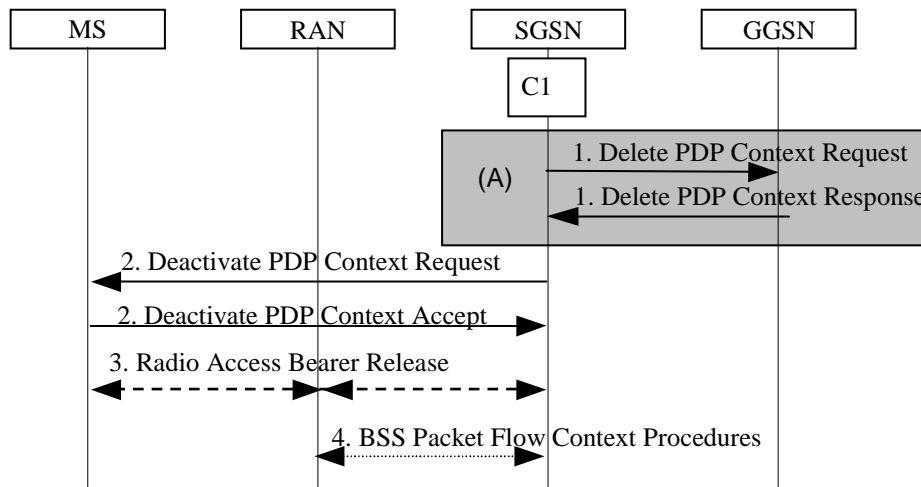 MS
RAN
SGSN
GGSN
C1
(A)
1. Delete PDP Context Request
1. Delete PDP Context Response
2. Deactivate PDP Context Request
2. Deactivate PDP Context Accept
3. Radio Access Bearer Release
4. BSS Packet Flow Context Procedures